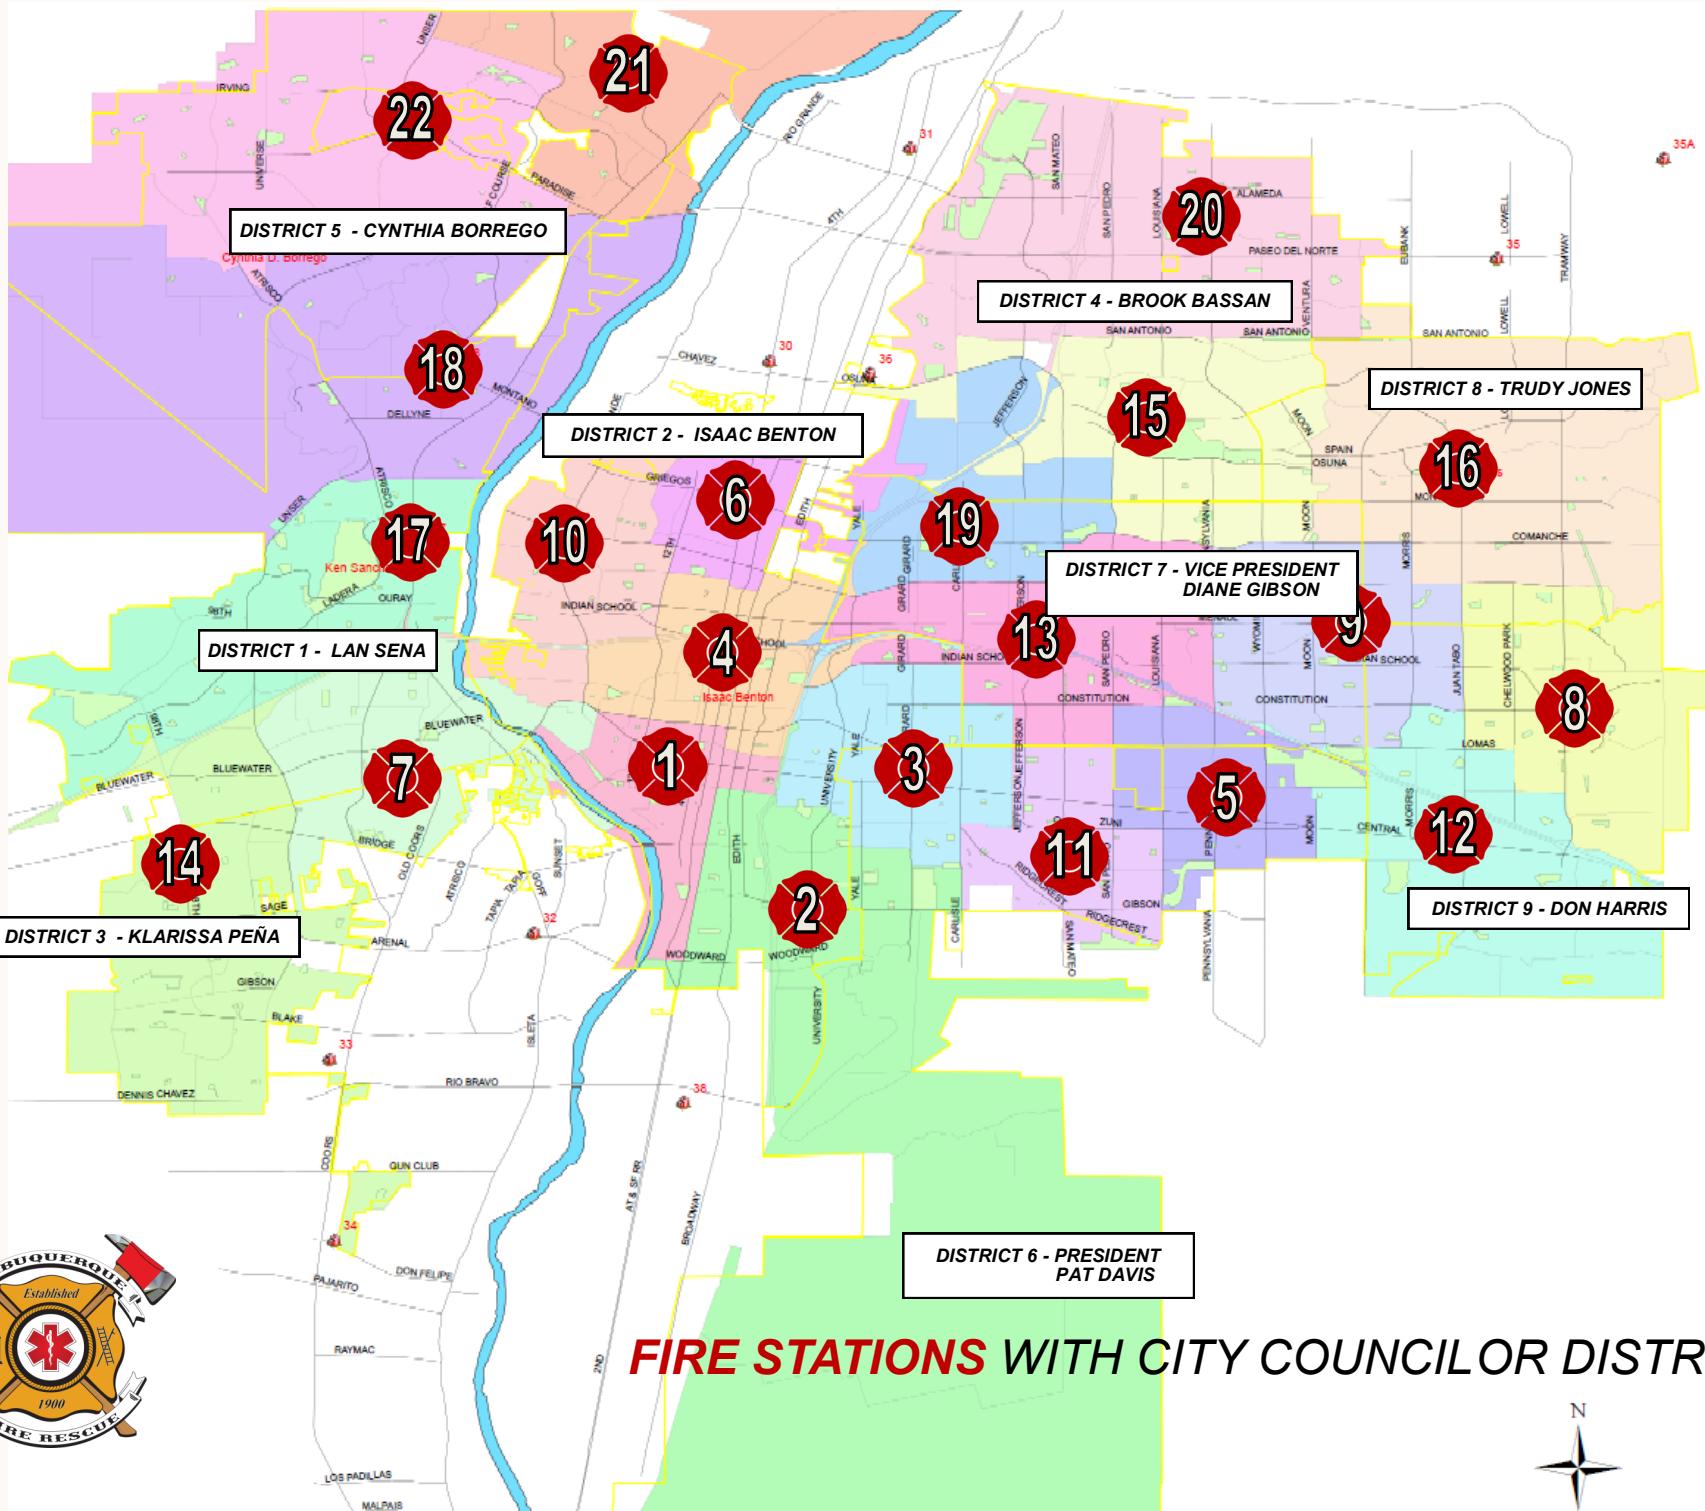 21
22
UNSER
IRVING
UNIVERSE
PARADISE
RIO GRANDE
31
SAN MATEO
SAN PEDRO
LOUISIANA
20
ALAMEDA
PASEO DEL NORTE
EUBANK
LOWELL
35
TRAMWAY
35A
4TH
DISTRICT 5 - CYNTHIA BORREGO
Cynthia D. Borrego
ATRISCO
DISTRICT 4 - BROOK BASSAN
VENTURA
LOWELL
SAN ANTONIO
SAN ANTONIO
SAN ANTONIO
18
MONTANO
DELLYNE
CHAVEZ
30
36
OSUNA
JEFFERSON
15
MOON
DISTRICT 8 - TRUDY JONES
DISTRICT 2 - ISAAC BENTON
SPAIN
OSUNA
16
GRIEGOS
6
EDITH
YALE
UNSER
ATRISCO
17
10
12TH
19
GIRARD
MOON
MORRIS
COMANCHE
Ken Sanc
LADERA
OURAY
98TH
INDIAN SCHOOL
GIRARD
DISTRICT 7 - VICE PRESIDENT
DIANE GIBSON
9
DISTRICT 1 - LAN SENA
4
Isaac Benton
GIRARD
INDIAN SCHO
13
SAN PEDRO
LOUISIANA
MOON
JUAN TABO
CHELWOOD PARK
CONSTITUTION
CONSTITUTION
8
98TH
BLUEWATER
BLUEWATER
BLUEWATER
7
1
UNIVERSITY
YALE
3
JEFFERSON
JEFFERSON
5
LOMAS
MORRIS
CENTRAL
12
MOON
ZUNI
14
BRIDGE
OLD COORS
ATRISCO
TAPIA
TAPIA
GOFF
SUNSET
EDITH
2
YALE
11
RIDGECREST
GIBSON
RIDGECREST
CARLISLE
SAN MATEO
PENNSYLVANIA
DISTRICT 9 - DON HARRIS
SAGE
DISTRICT 3 - KLARISSA PEÑA
ARENAL
32
WOODWARD
WOODWARD
GIBSON
BLAKE
ISLETA
UNIVERSITY
33
RIO BRAVO
38
DENNIS CHAVEZ
COORS
GUN CLUB
AT & SF RR
BROADWAY
34
DON FELIPE
PAJARITO
DISTRICT 6 - PRESIDENT
PAT DAVIS
BUQUERQUE
Established
1900
RE RESCUE
RAYMAC
2ND
FIRE STATIONS WITH CITY COUNCILOR DISTR
N
LOS PADILLAS
MALPAIS